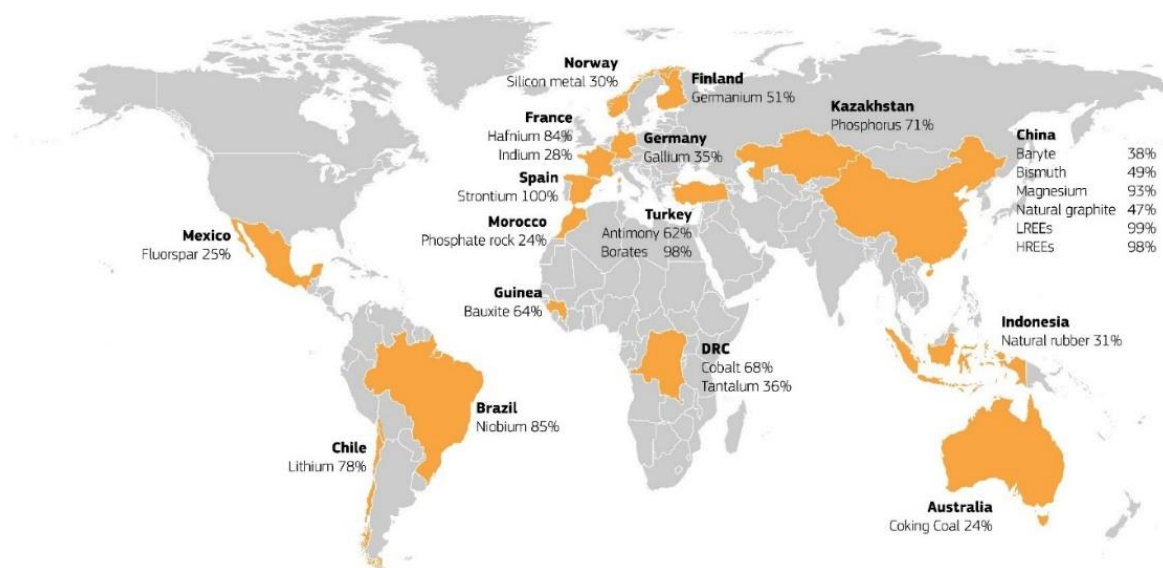 Norway
Silicon metal 30%
Finland
Germanium 51%
France
Hafnium 84%
Indium 28%
Germany
Gallium 35%
Kazakhstan
Phosphorus 71%
China
Baryte 38%
Bismuth 49%
Magnesium 93%
Natural graphite 47%
LREEs 99%
HREEs 98%
Spain
Strontium 100%
Morocco
Phosphate rock 24%
Turkey
Antimony 62%
Borates 98%
Mexico
Fluorspar 25%
Guinea
Bauxite 64%
DRC
Cobalt 68%
Tantalum 36%
Indonesia
Natural rubber 31%
Brazil
Niobium 85%
Chile
Lithium 78%
Australia
Coking Coal 24%